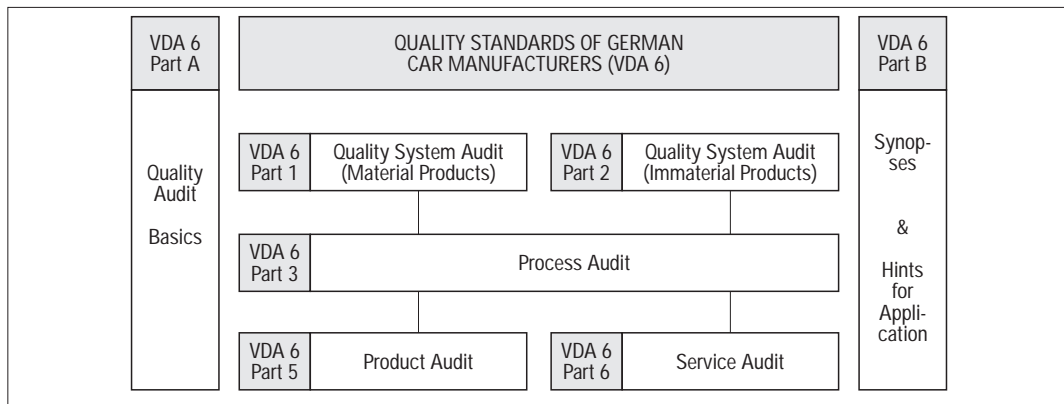 VDA 6
Part A
Quality
Audit
Basics
QUALITY STANDARDS OF GERMAN
CAR MANUFACTURERS (VDA 6)
VDA 6
Part 1
Quality System Audit
(Material Products)
VDA 6
Part 2
Quality System Audit
(Immaterial Products)
VDA 6
Part 3
Process Audit
VDA 6
Part 5
Product Audit
VDA 6
Part 6
Service Audit
VDA 6
Part B
Synop-
ses
&
Hints
for
Appli-
cation